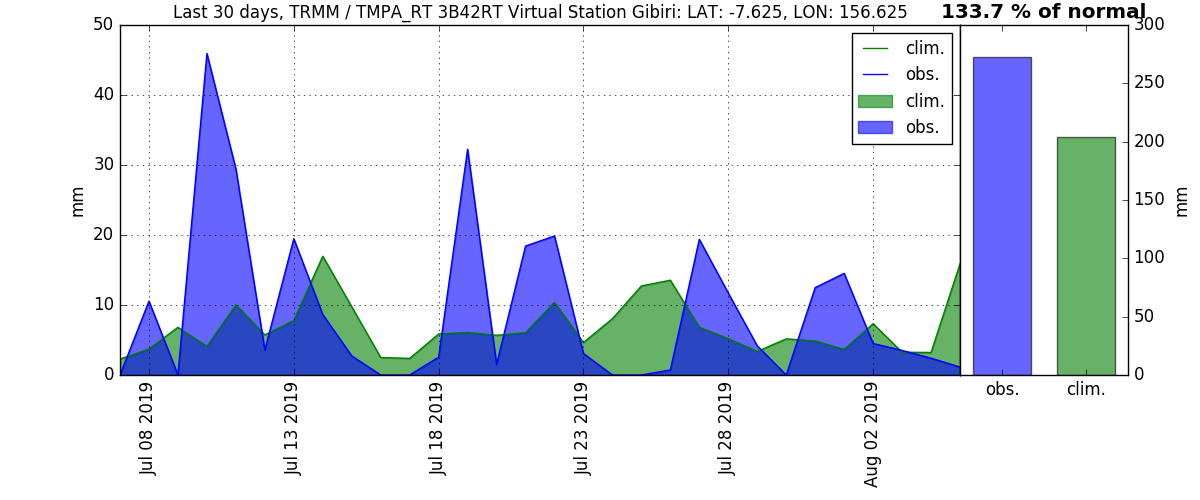 Last 30 days, TRMM / TMPA_RT 3B42RT Virtual Station Gibiri: LAT: -7.625, LON: 156.625
133.7 % of normal
50
40
30
20
10
0
mm
clim.
obs.
clim.
obs.
300
250
200
150
100
50
0
mm
Jul 08 2019
Jul 13 2019
Jul 18 2019
Jul 23 2019
Jul 28 2019
Aug 02 2019
obs.
clim.